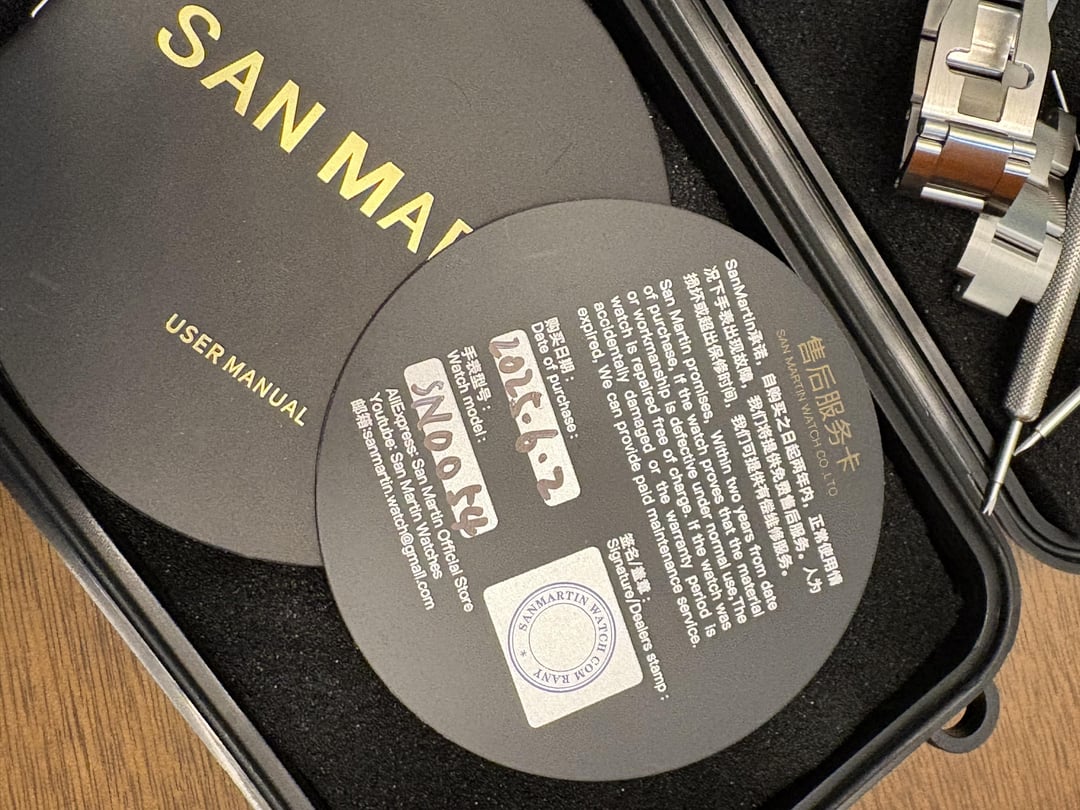 SAN MAR
USER MANUAL
售后服务卡
SAN MARTIN WATCH CO.,LTD
SanMartin承诺，自购买之日起两年内，正常使用情
况下手表出现故障，我们将提供免费售后服务。人为
损坏或超出保修时间，我们可提供有偿维修服务。
San Martin promises, Within two years from date
of purchase, if the watch proves that the material
or workmanship is defective under normal use,The
watch is repaired free of charge. If the watch was
accidentally damaged or the warranty period is
expired, We can provide paid maintenance service.
购买日期：
Date of purchase:
2025.6.2
手表型号：
Watch model:
SN0054
签名/盖章：
Signature/Dealers stamp:
SANMARTIN WATCH COM RANY *
AliExpress: San Martin Official Store
Youtube: San Martin Watches
邮箱:sanmartin.watch@gmail.com